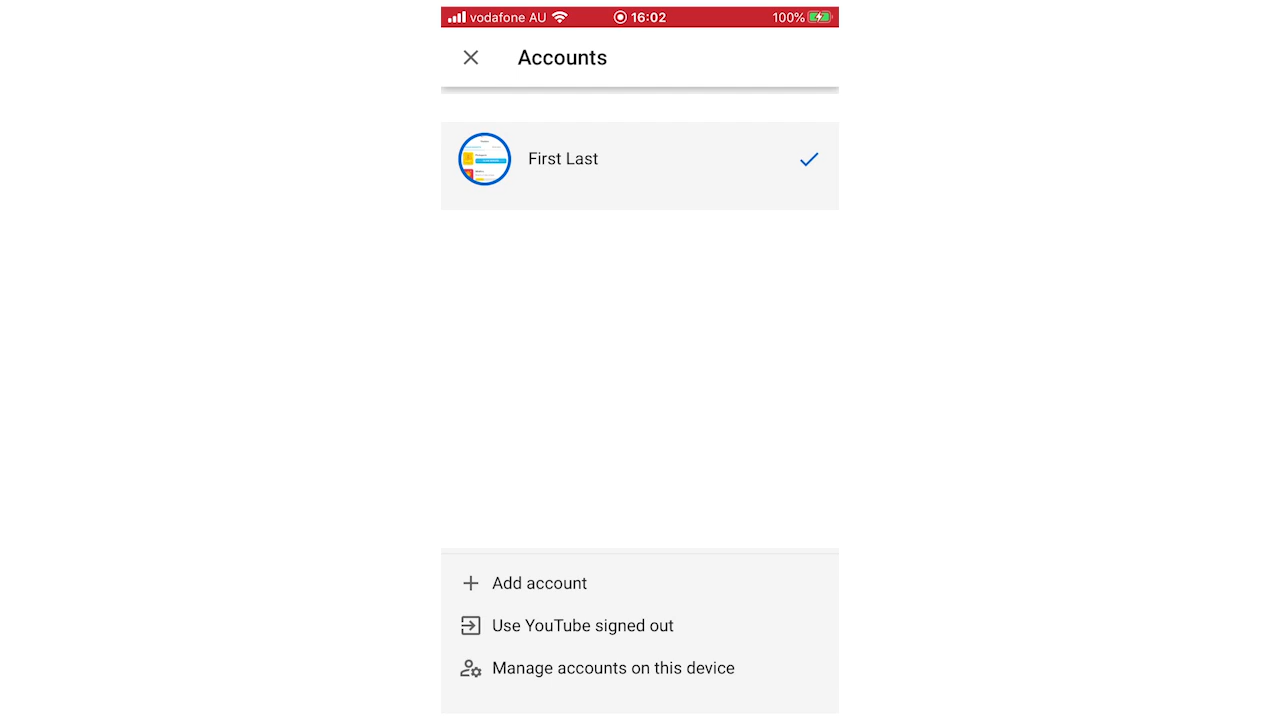 vodafone AU 16:02 100%
Accounts
First Last
Add account
Use YouTube signed out
Manage accounts on this device